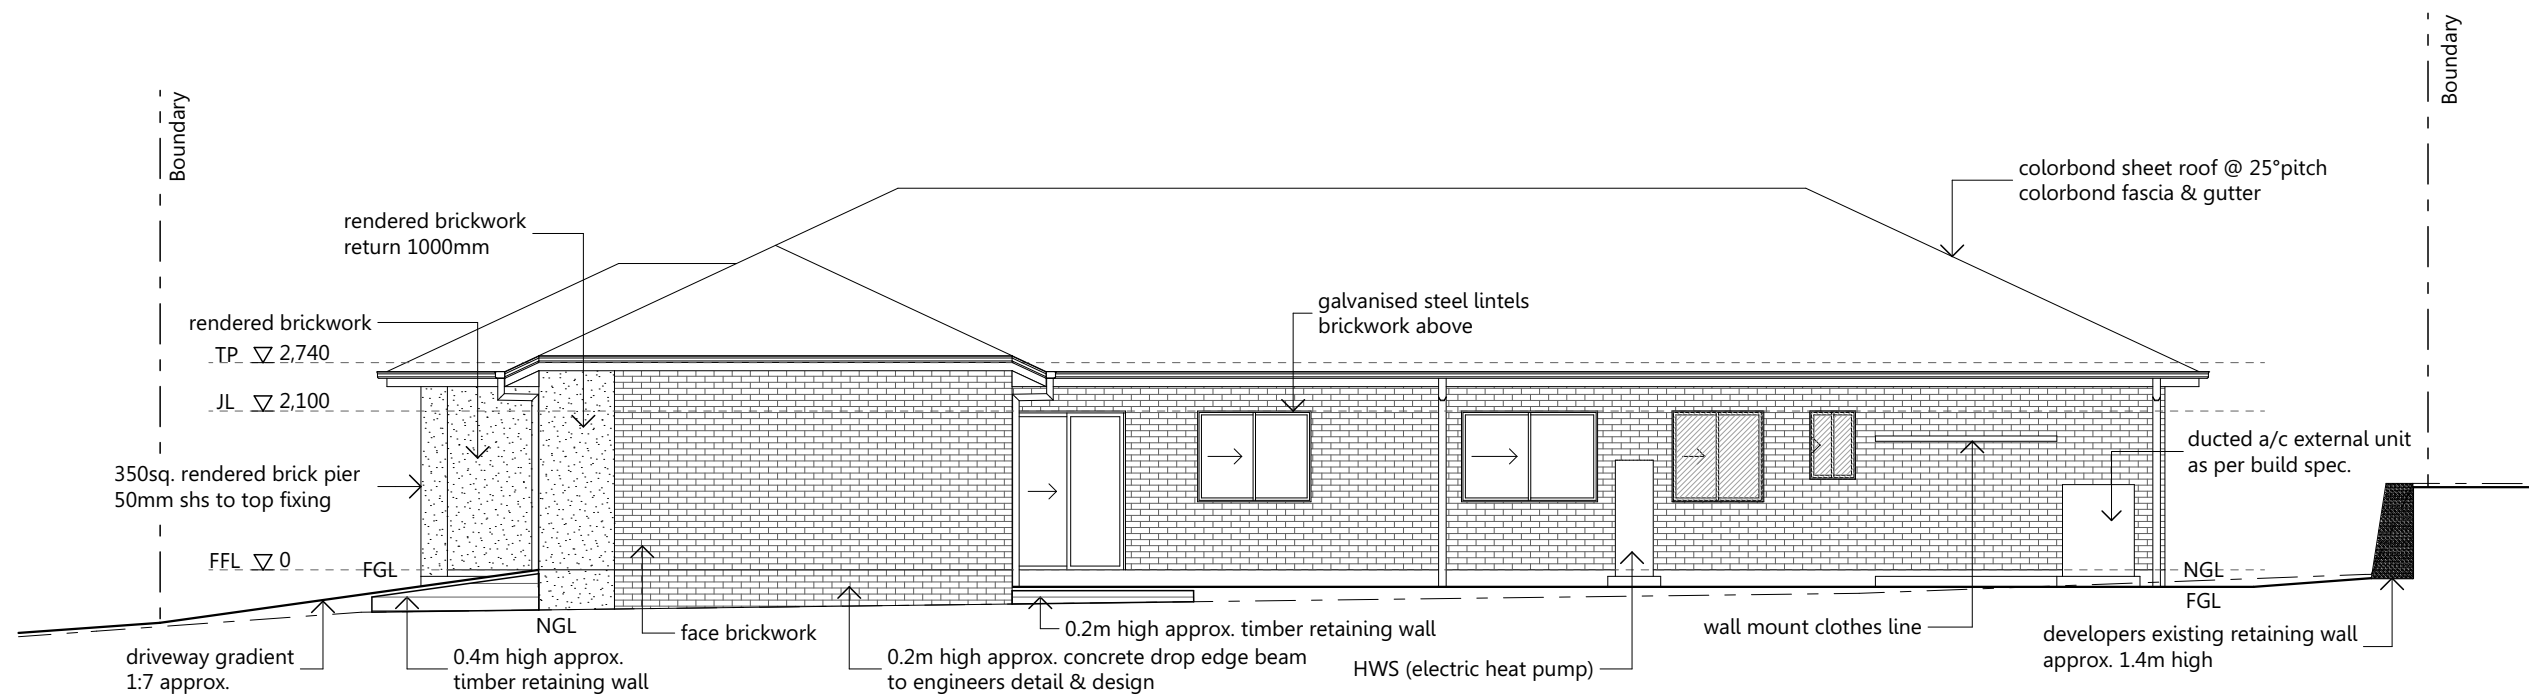 Boundary
Boundary
colorbond sheet roof @ 25°pitch
colorbond fascia & gutter
rendered brickwork
return 1000mm
galvanised steel lintels
brickwork above
rendered brickwork
TP 2,740
JL 2,100
ducted a/c external unit
as per build spec.
350sq. rendered brick pier
50mm shs to top fixing
FFL 0
FGL
NGL
FGL
NGL
face brickwork
0.2m high approx. timber retaining wall
wall mount clothes line
developers existing retaining wall
approx. 1.4m high
driveway gradient
1:7 approx.
0.4m high approx.
timber retaining wall
0.2m high approx. concrete drop edge beam
to engineers detail & design
HWS (electric heat pump)